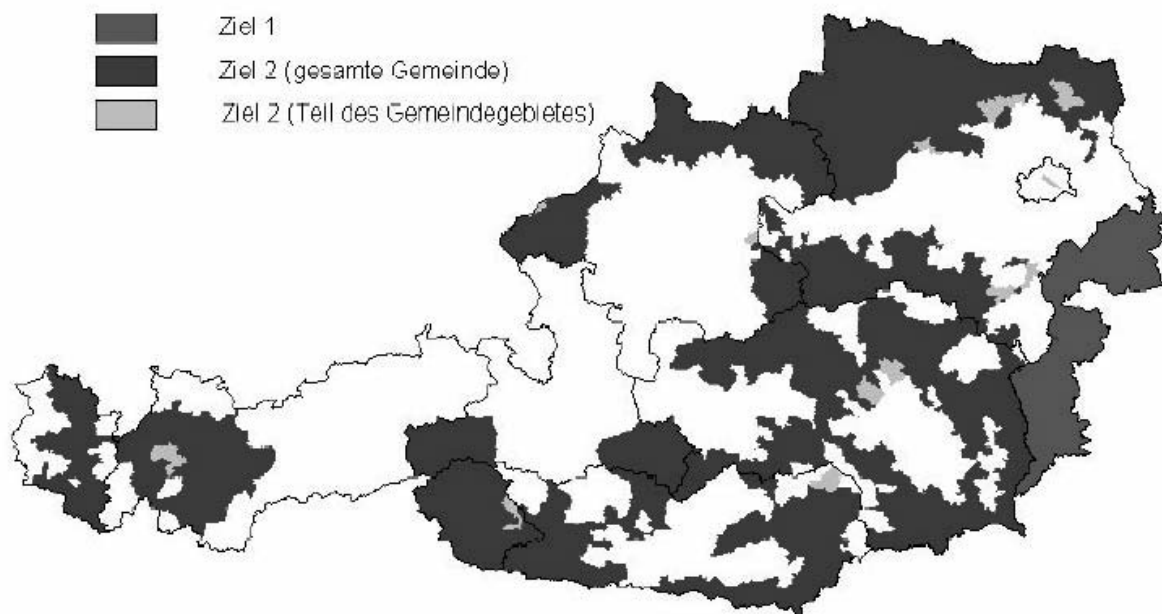 Ziel 1
Ziel 2 (gesamte Gemeinde)
Ziel 2 (Teil des Gemeindegebietes)